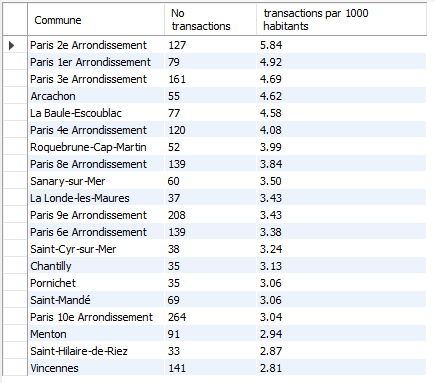 Commune No transactions transactions par 1000 habitants
Paris 2e Arrondissement 127 5.84
Paris 1er Arrondissement 79 4.92
Paris 3e Arrondissement 161 4.69
Arcachon 55 4.62
La Baule-Escoublac 77 4.58
Paris 4e Arrondissement 120 4.08
Roquebrune-Cap-Martin 52 3.99
Paris 8e Arrondissement 139 3.84
Sanary-sur-Mer 60 3.50
La Londe-les-Maures 37 3.43
Paris 9e Arrondissement 208 3.43
Paris 6e Arrondissement 139 3.38
Saint-Cyr-sur-Mer 38 3.24
Chantilly 35 3.13
Pornichet 35 3.06
Saint-Mandé 69 3.06
Paris 10e Arrondissement 264 3.04
Menton 91 2.94
Saint-Hilaire-de-Riez 33 2.87
Vincennes 141 2.81